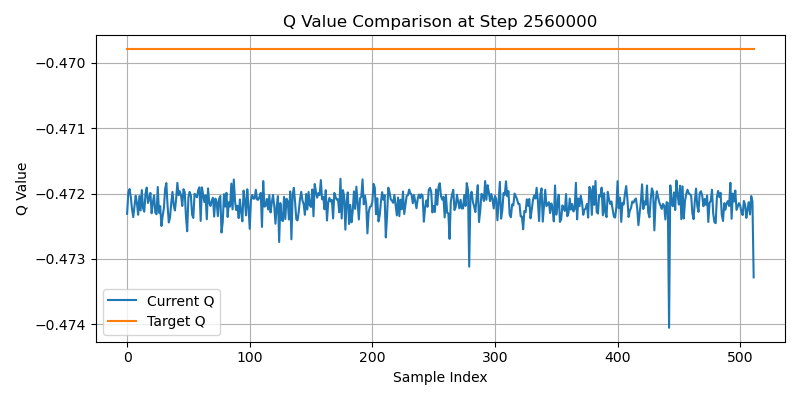 Q Value Comparison at Step 2560000
Q Value
−0.470
−0.471
−0.472
−0.473
−0.474
Current Q
Target Q
0
100
200
300
400
500
Sample Index